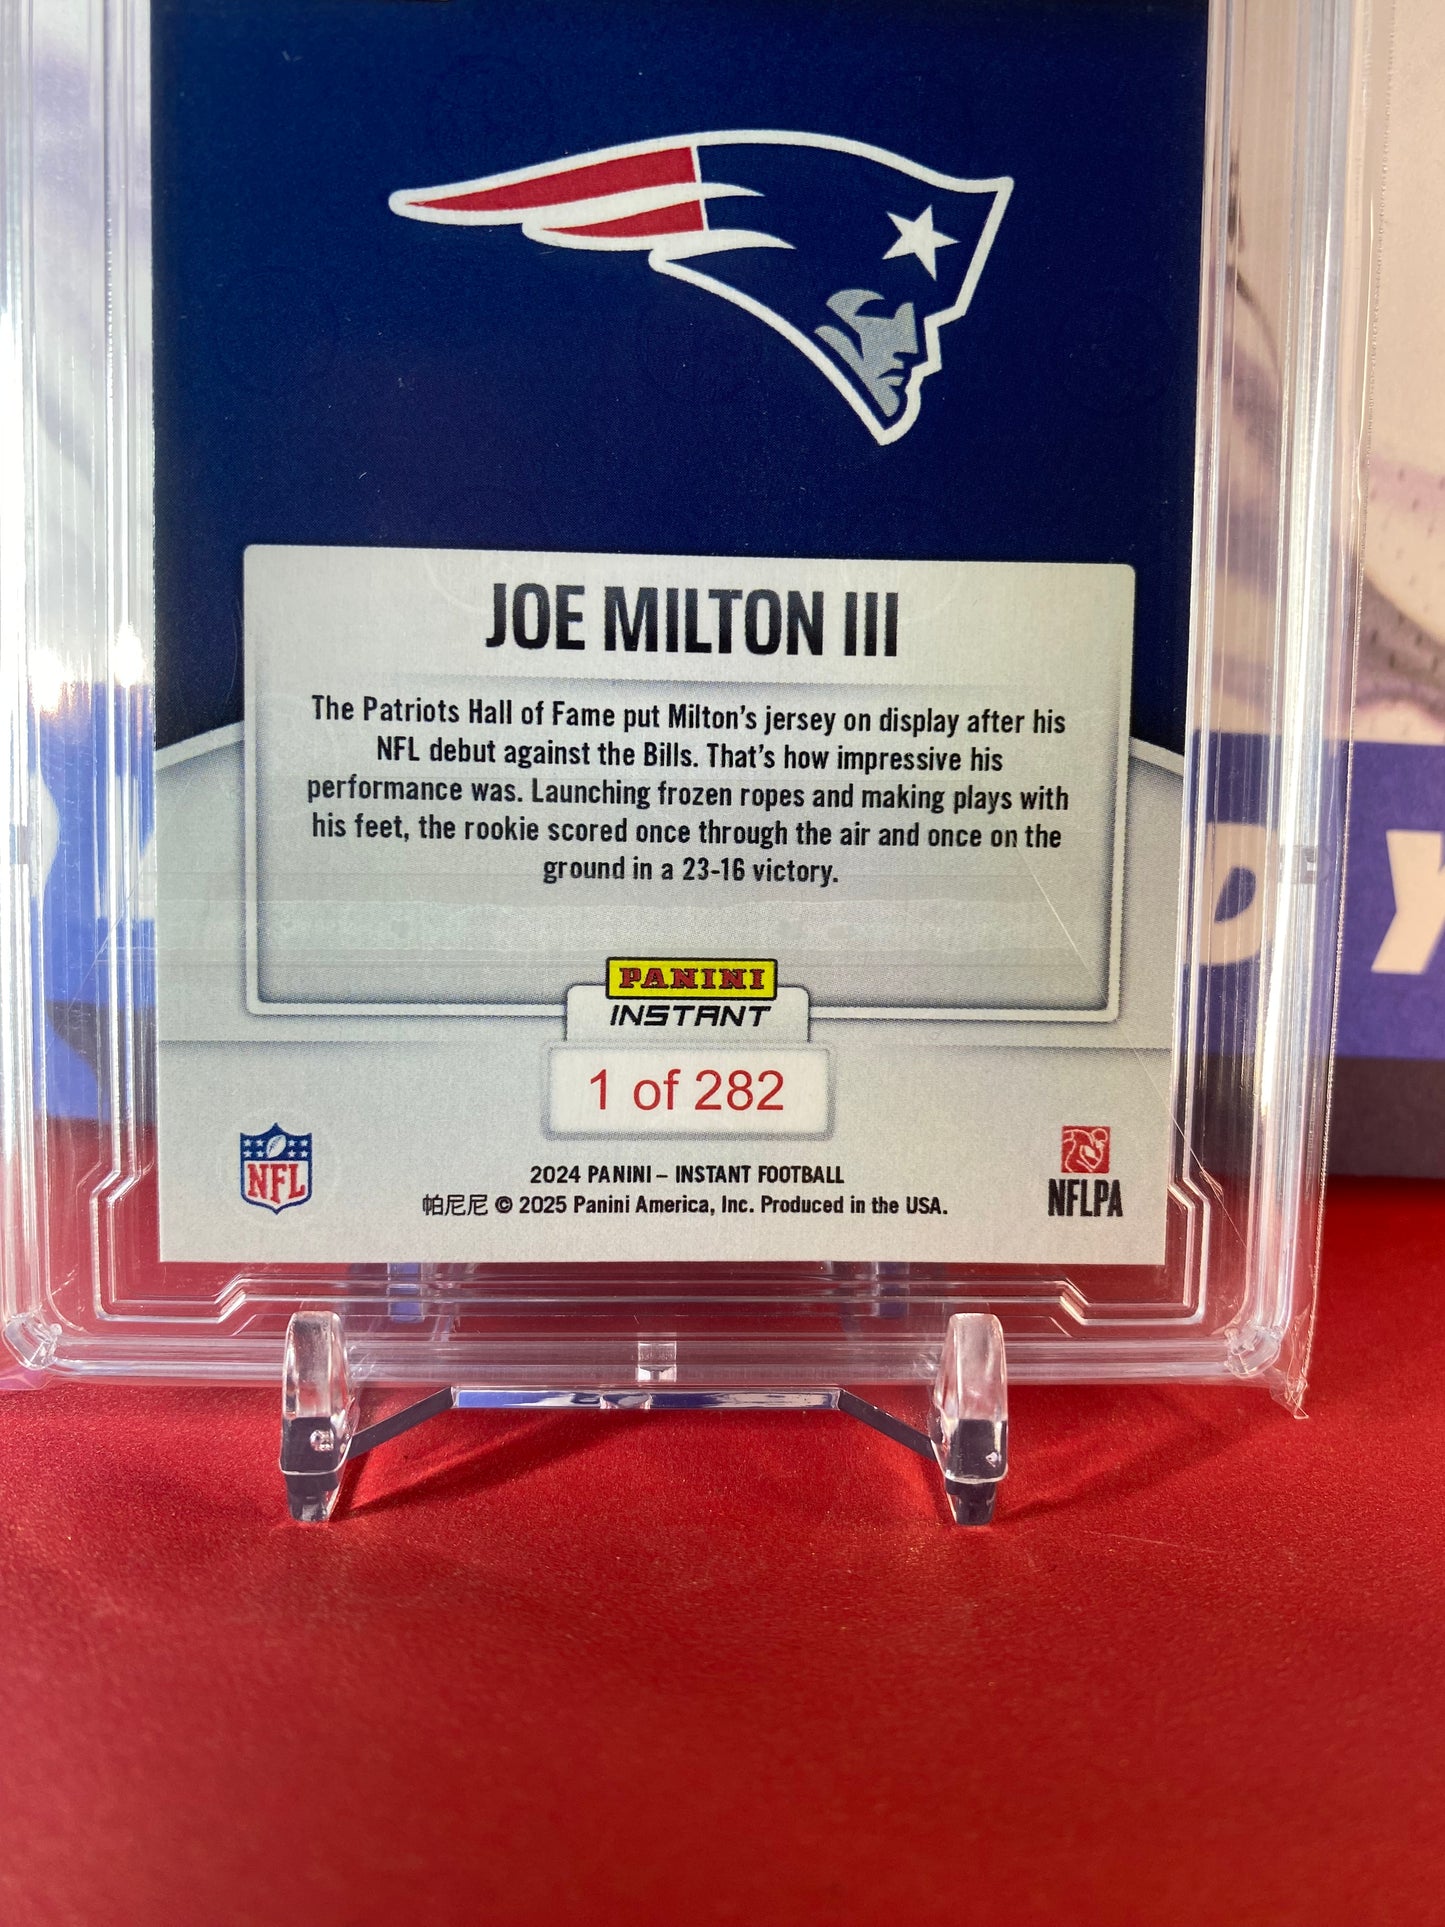 JOE MILTON III
The Patriots Hall of Fame put Milton's jersey on display after his
NFL debut against the Bills. That's how impressive his
performance was. Launching frozen ropes and making plays with
his feet, the rookie scored once through the air and once on the
ground in a 23-16 victory.
PANINI
INSTANT
1 of 282
NFL
NFLPA
2024 PANINI – INSTANT FOOTBALL
帕尼尼 © 2025 Panini America, Inc. Produced in the USA.